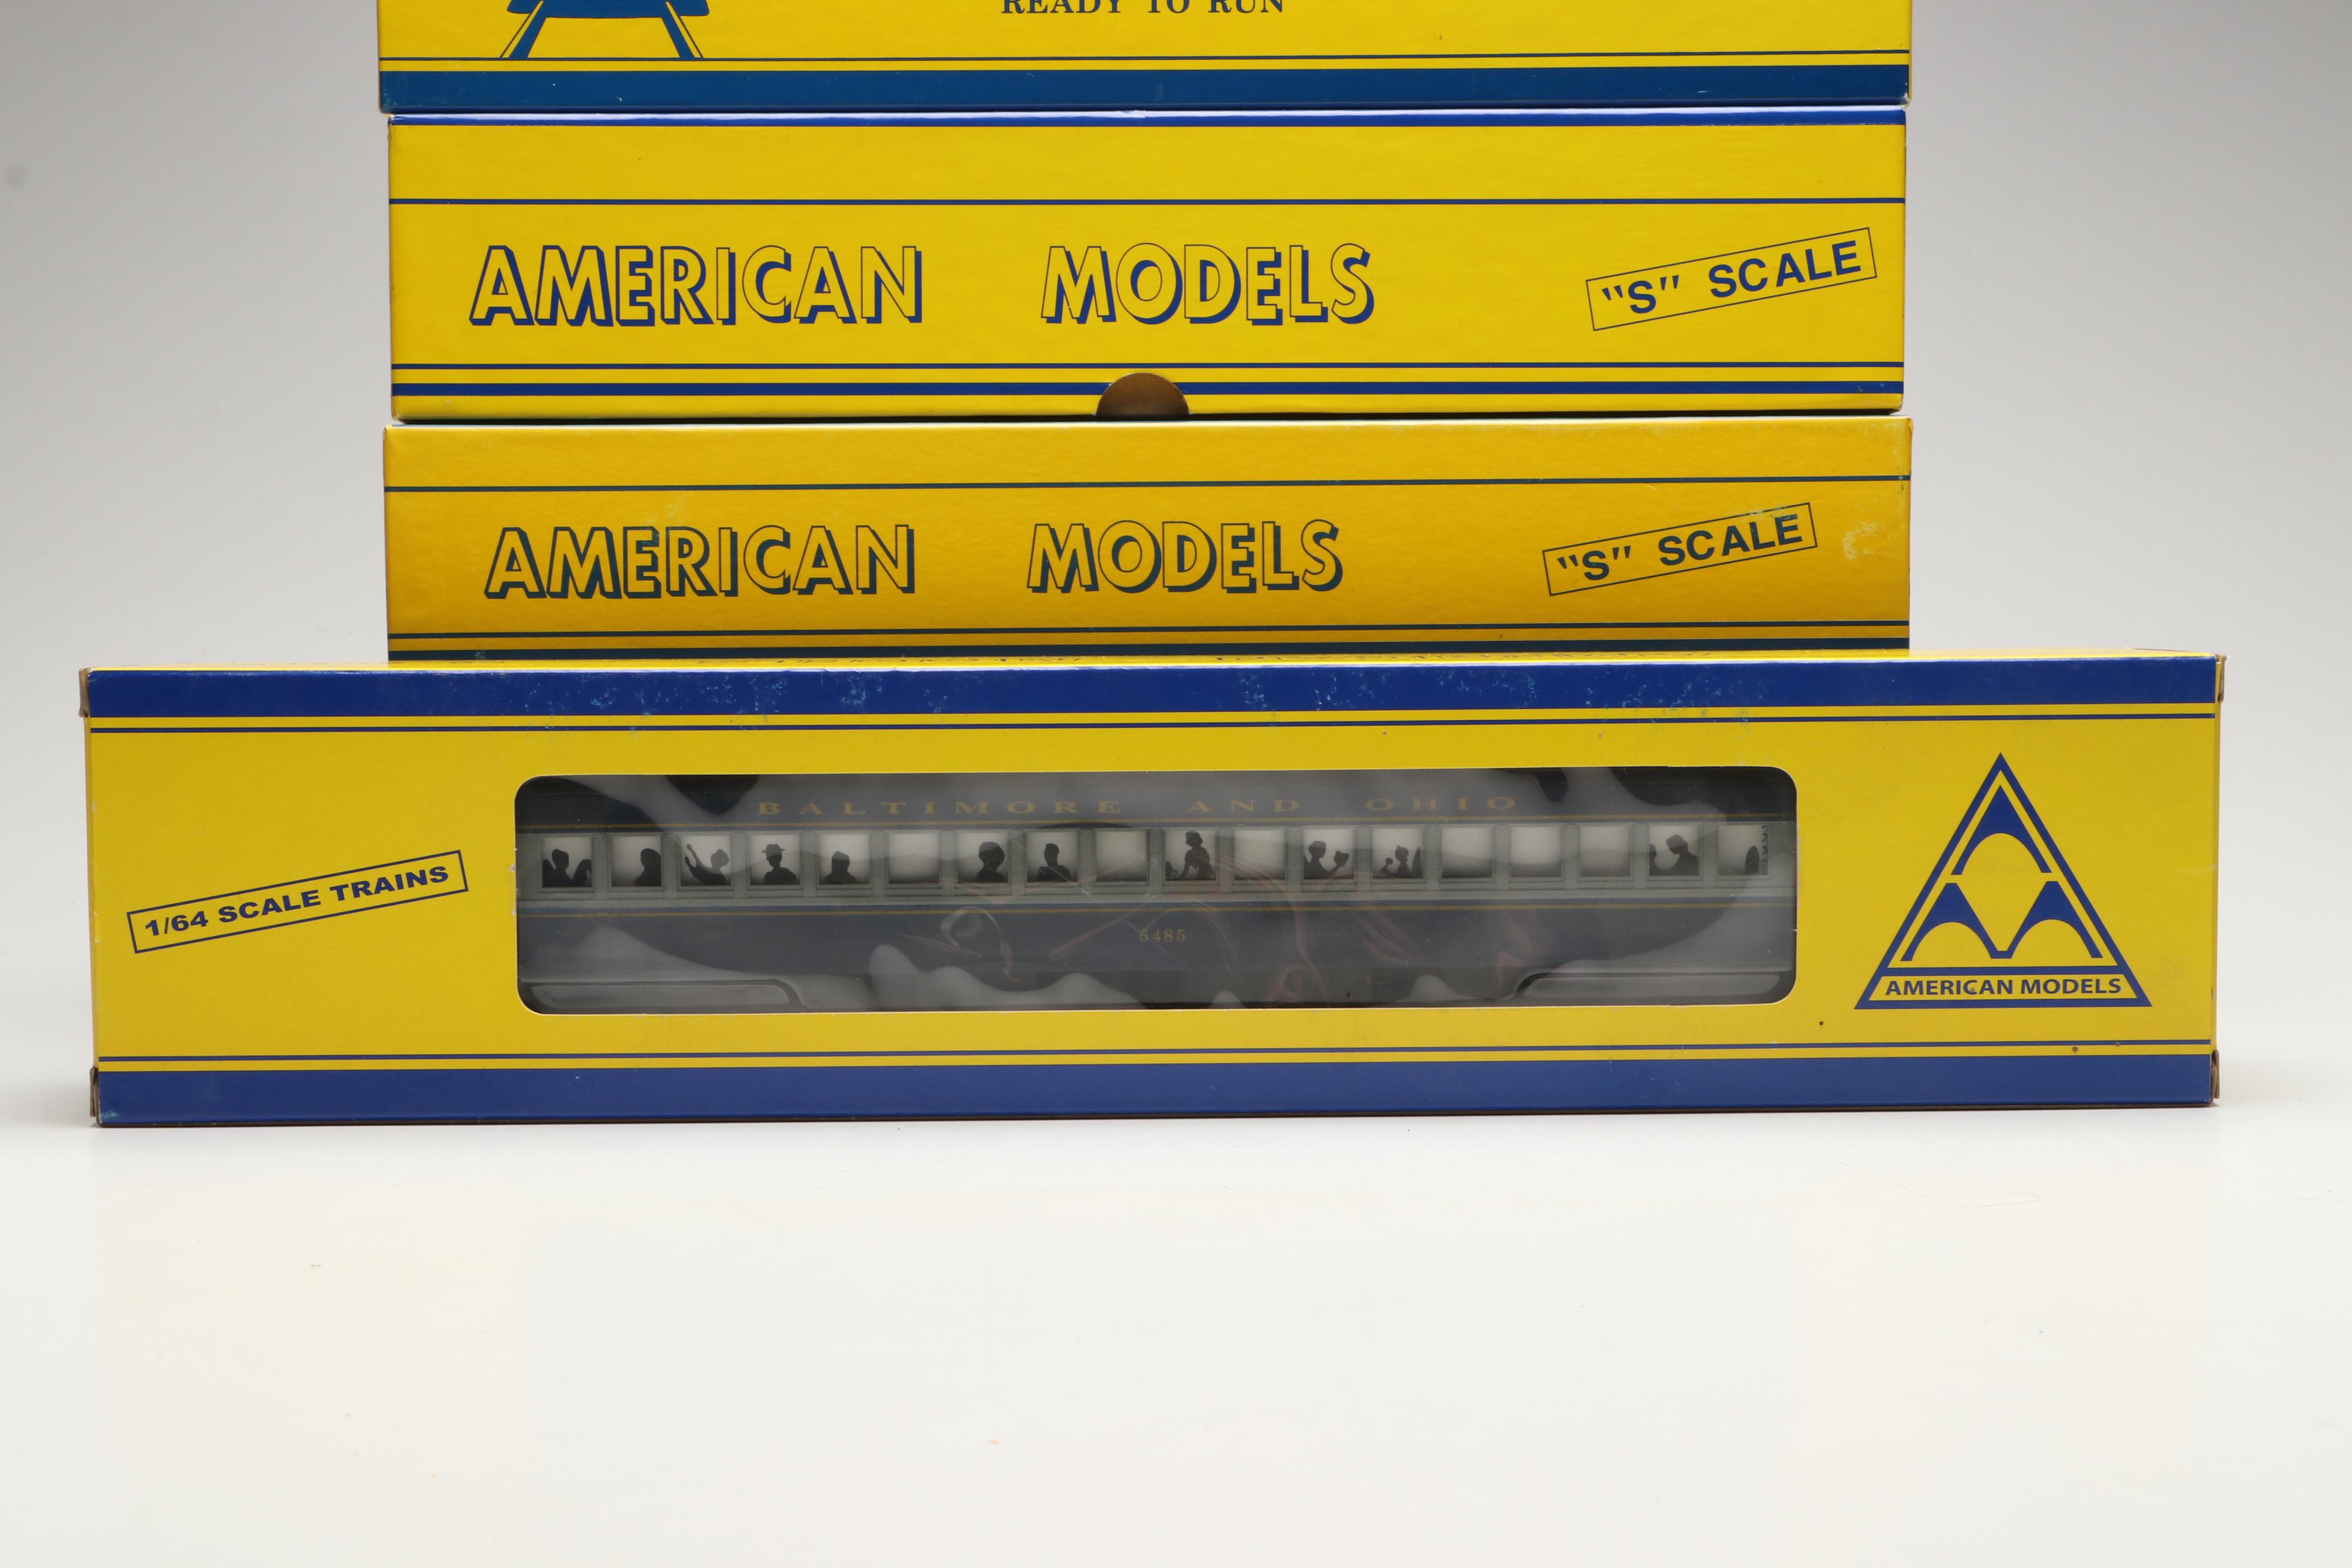 READY TO RUN
AMERICAN MODELS
"S" SCALE
AMERICAN MODELS
"S" SCALE
1/64 SCALE TRAINS
BALTIMORE AND OHIO
5485
AMERICAN MODELS